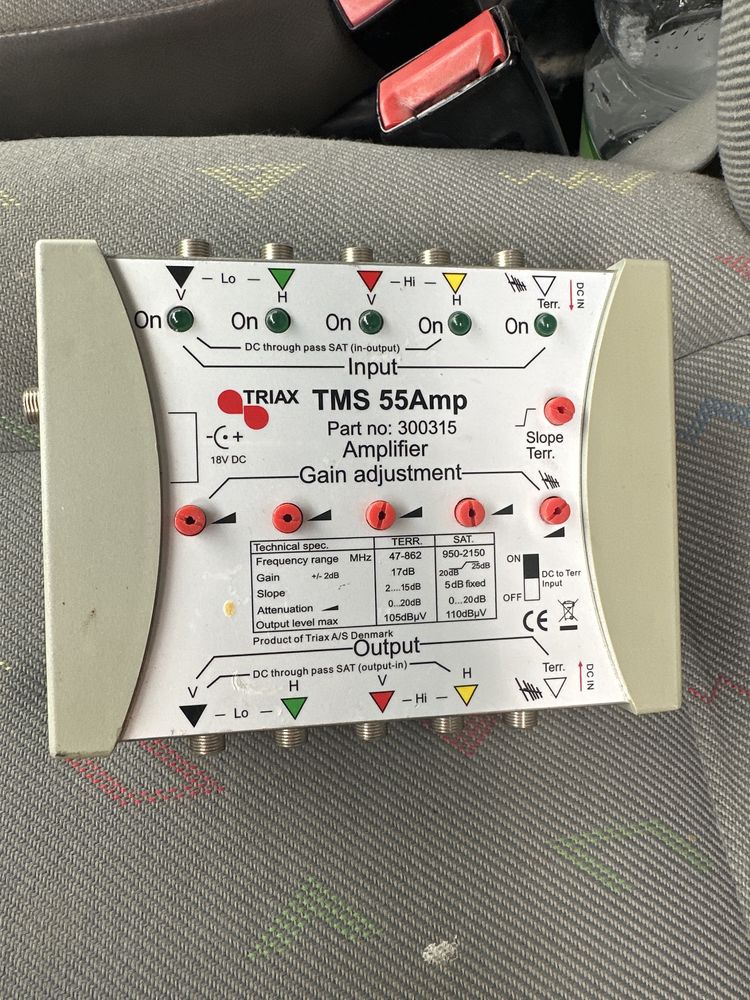 V — Lo — H V — Hi — H Terr. DC IN
On On On On On
DC through pass SAT (in-output)
Input
TRIAX TMS 55Amp
Part no: 300315
Amplifier
-+
18V DC
Slope
Terr.
Gain adjustment
Technical spec. TERR. SAT.
Frequency range MHz 47-862 950-2150
Gain +/- 2dB 17dB 20dB 25dB
Slope 2....15dB 5dB fixed
Attenuation 0...20dB 0...20dB
Output level max 105dBμV 110dBμV
ON
DC to Terr
Input
OFF
CE
Product of Triax A/S Denmark
Output
DC through pass SAT (output-in)
V — Lo — H V — Hi — H Terr. DC IN